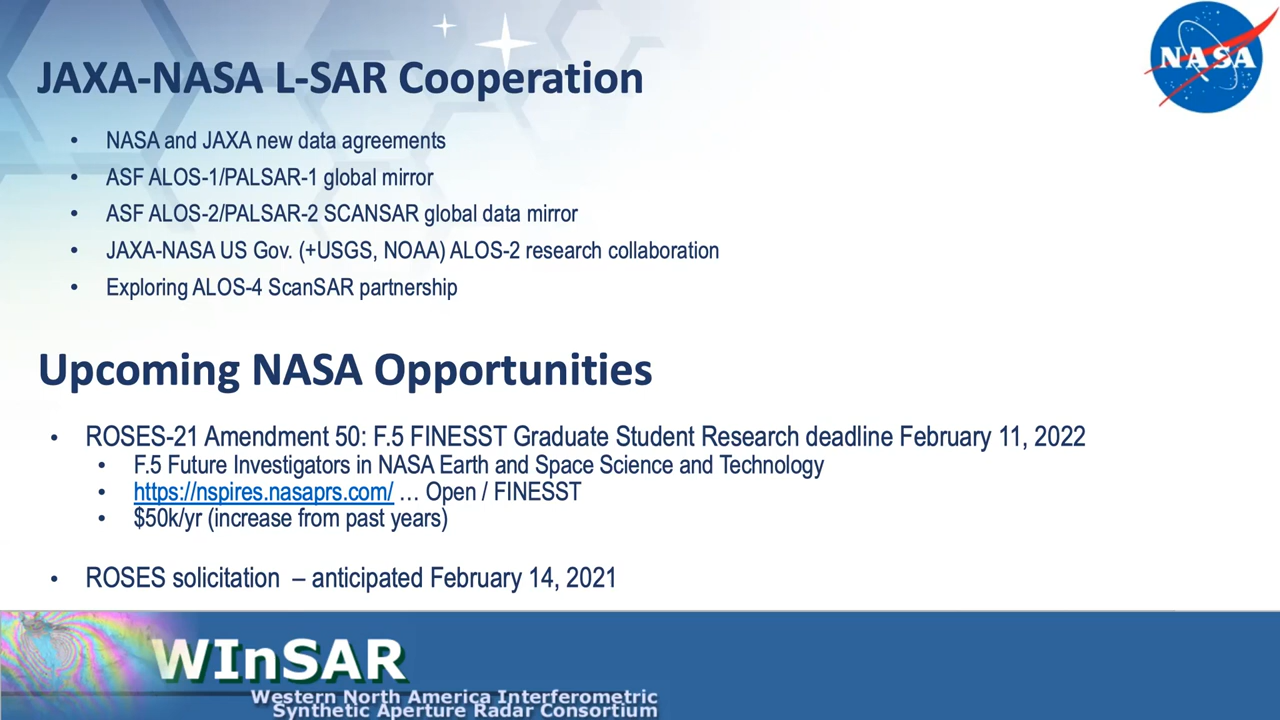 JAXA-NASA L-SAR Cooperation
NASA
• NASA and JAXA new data agreements
• ASF ALOS-1/PALSAR-1 global mirror
• ASF ALOS-2/PALSAR-2 SCANSAR global data mirror
• JAXA-NASA US Gov. (+USGS, NOAA) ALOS-2 research collaboration
• Exploring ALOS-4 ScanSAR partnership
Upcoming NASA Opportunities
• ROSES-21 Amendment 50: F.5 FINESST Graduate Student Research deadline February 11, 2022
• F.5 Future Investigators in NASA Earth and Space Science and Technology
• https://nspires.nasaprs.com/ … Open / FINESST
• $50k/yr (increase from past years)
• ROSES solicitation – anticipated February 14, 2021
WInSAR
Western North America Interferometric
Synthetic Aperture Radar Consortium